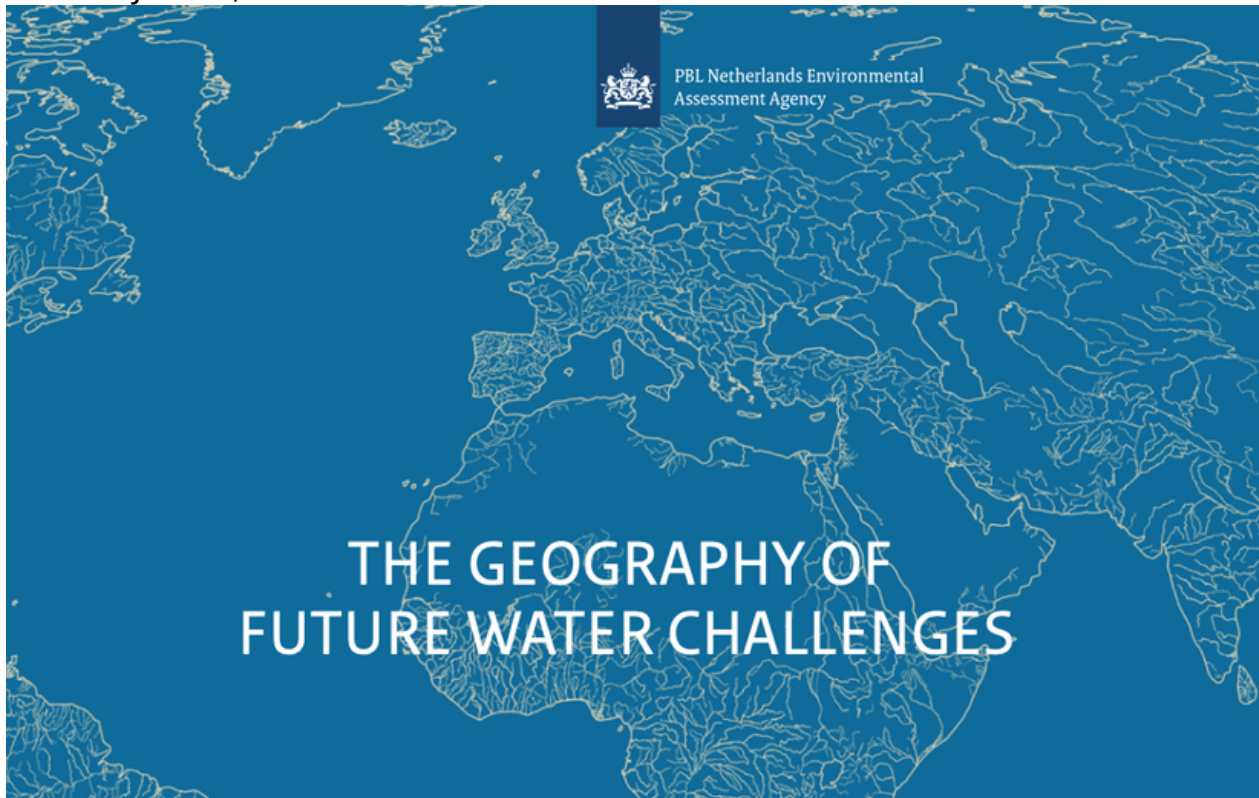 PBL Netherlands Environmental
Assessment Agency
THE GEOGRAPHY OF
FUTURE WATER CHALLENGES